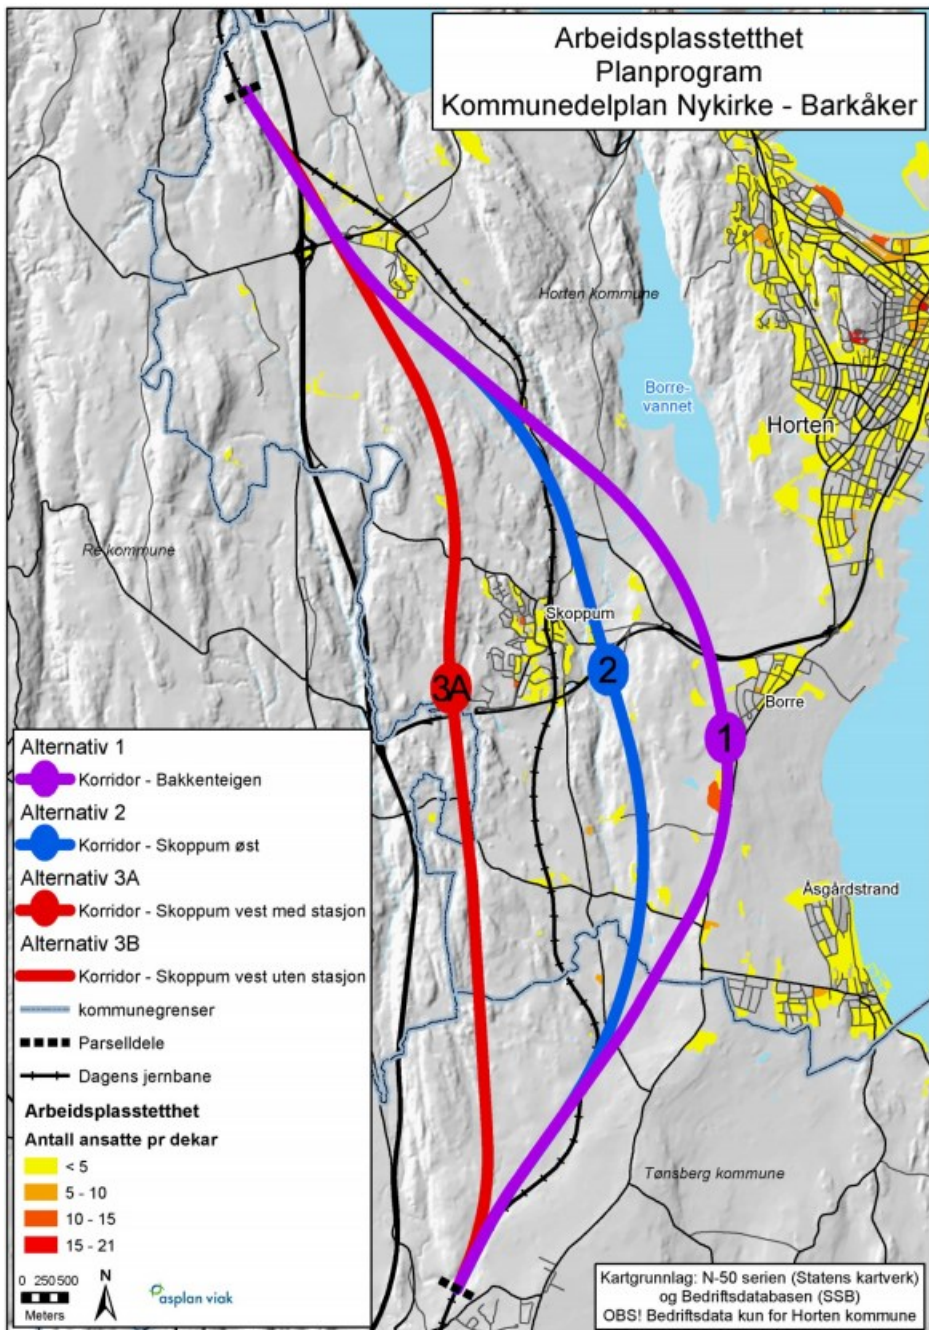 Arbeidsplasstetthet
Planprogram
Kommunedelplan Nykirke - Barkåker
Horten kommune
Borre-
vannet
Horten
Re kommune
Skoppum
2
3A
Borre
1
Åsgårdstrand
Tønsberg kommune
Alternativ 1
Korridor - Bakkenteigen
Alternativ 2
Korridor - Skoppum øst
Alternativ 3A
Korridor - Skoppum vest med stasjon
Alternativ 3B
Korridor - Skoppum vest uten stasjon
kommunegrenser
Parselldele
Dagens jernbane
Arbeidsplasstetthet
Antall ansatte pr dekar
< 5
5 - 10
10 - 15
15 - 21
0 250 500
Meters
N
asplan viak
Kartgrunnlag: N-50 serien (Statens kartverk)
og Bedriftsdatabasen (SSB)
OBS! Bedriftsdata kun for Horten kommune